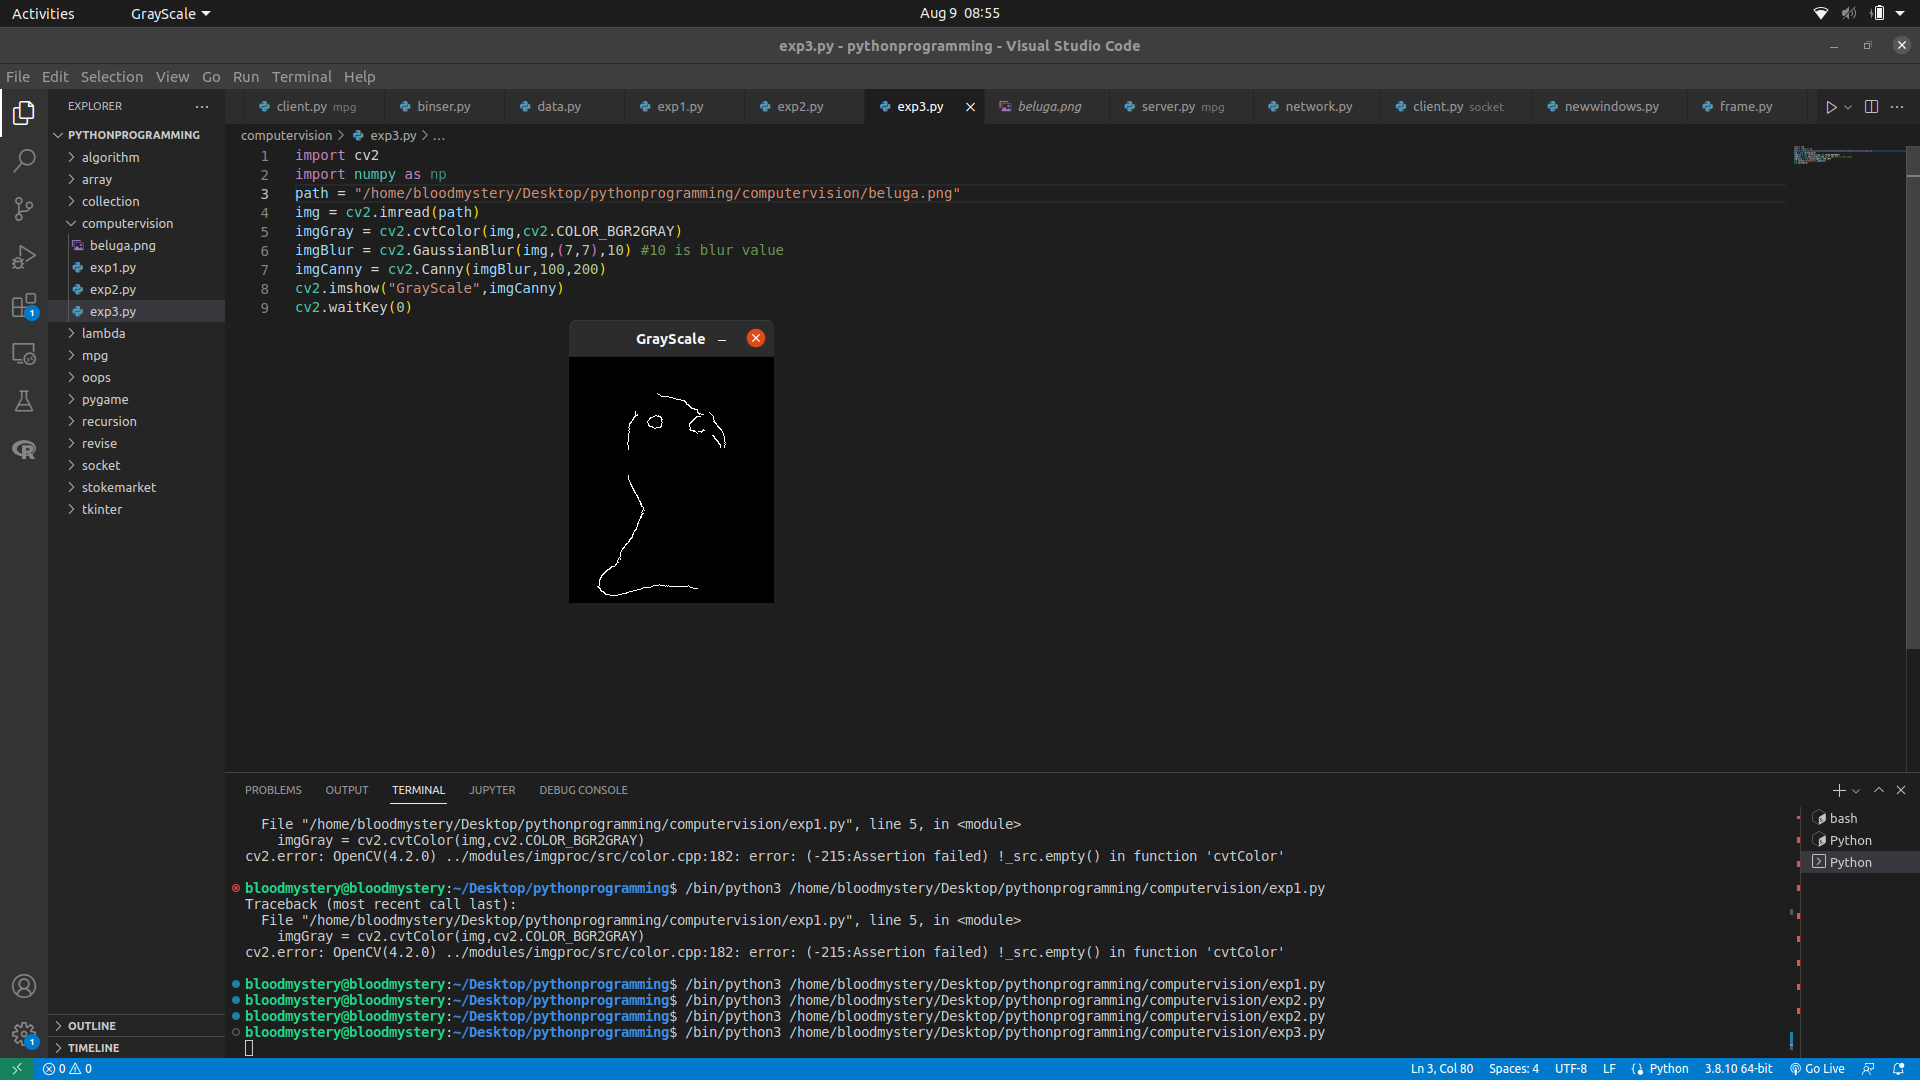 Activities
GrayScale
Aug 9 08:55
exp3.py - pythonprogramming - Visual Studio Code
File Edit Selection View Go Run Terminal Help
EXPLORER
client.py mpg
binser.py
data.py
exp1.py
exp2.py
exp3.py
beluga.png
server.py mpg
network.py
client.py socket
newwindows.py
frame.py
PYTHONPROGRAMMING
algorithm
array
collection
computervision
beluga.png
exp1.py
exp2.py
exp3.py
lambda
mpg
oops
pygame
recursion
revise
socket
stokemarket
tkinter
OUTLINE
TIMELINE
1
1
computervision > exp3.py > ...
1 import cv2
2 import numpy as np
3 path = "/home/bloodmystery/Desktop/pythonprogramming/computervision/beluga.png"
4 img = cv2.imread(path)
5 imgGray = cv2.cvtColor(img,cv2.COLOR_BGR2GRAY)
6 imgBlur = cv2.GaussianBlur(img,(7,7),10) #10 is blur value
7 imgCanny = cv2.Canny(imgBlur,100,200)
8 cv2.imshow("GrayScale",imgCanny)
9 cv2.waitKey(0)
GrayScale
PROBLEMS OUTPUT TERMINAL JUPYTER DEBUG CONSOLE
File "/home/bloodmystery/Desktop/pythonprogramming/computervision/exp1.py", line 5, in <module>
imgGray = cv2.cvtColor(img,cv2.COLOR_BGR2GRAY)
cv2.error: OpenCV(4.2.0) ../modules/imgproc/src/color.cpp:182: error: (-215:Assertion failed) !_src.empty() in function 'cvtColor'
bloodmystery@bloodmystery:~/Desktop/pythonprogramming$ /bin/python3 /home/bloodmystery/Desktop/pythonprogramming/computervision/exp1.py
Traceback (most recent call last):
File "/home/bloodmystery/Desktop/pythonprogramming/computervision/exp1.py", line 5, in <module>
imgGray = cv2.cvtColor(img,cv2.COLOR_BGR2GRAY)
cv2.error: OpenCV(4.2.0) ../modules/imgproc/src/color.cpp:182: error: (-215:Assertion failed) !_src.empty() in function 'cvtColor'
bloodmystery@bloodmystery:~/Desktop/pythonprogramming$ /bin/python3 /home/bloodmystery/Desktop/pythonprogramming/computervision/exp1.py
bloodmystery@bloodmystery:~/Desktop/pythonprogramming$ /bin/python3 /home/bloodmystery/Desktop/pythonprogramming/computervision/exp2.py
bloodmystery@bloodmystery:~/Desktop/pythonprogramming$ /bin/python3 /home/bloodmystery/Desktop/pythonprogramming/computervision/exp2.py
bloodmystery@bloodmystery:~/Desktop/pythonprogramming$ /bin/python3 /home/bloodmystery/Desktop/pythonprogramming/computervision/exp3.py
bash
Python
Python
0 0
Ln 3, Col 80 Spaces: 4 UTF-8 LF Python 3.8.10 64-bit Go Live